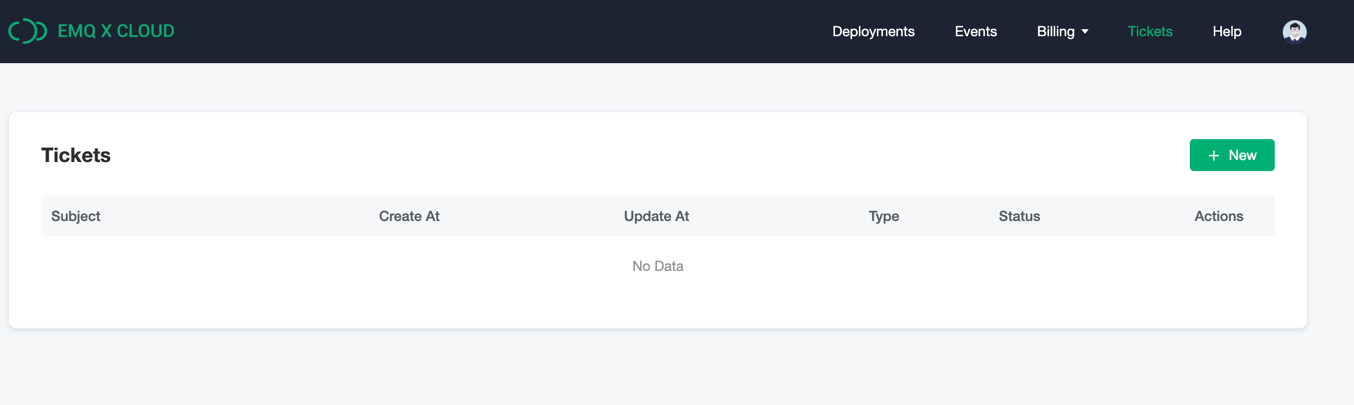 EMQ X CLOUD Deployments Events Billing Tickets Help
Tickets + New
Subject Create At Update At Type Status Actions
No Data